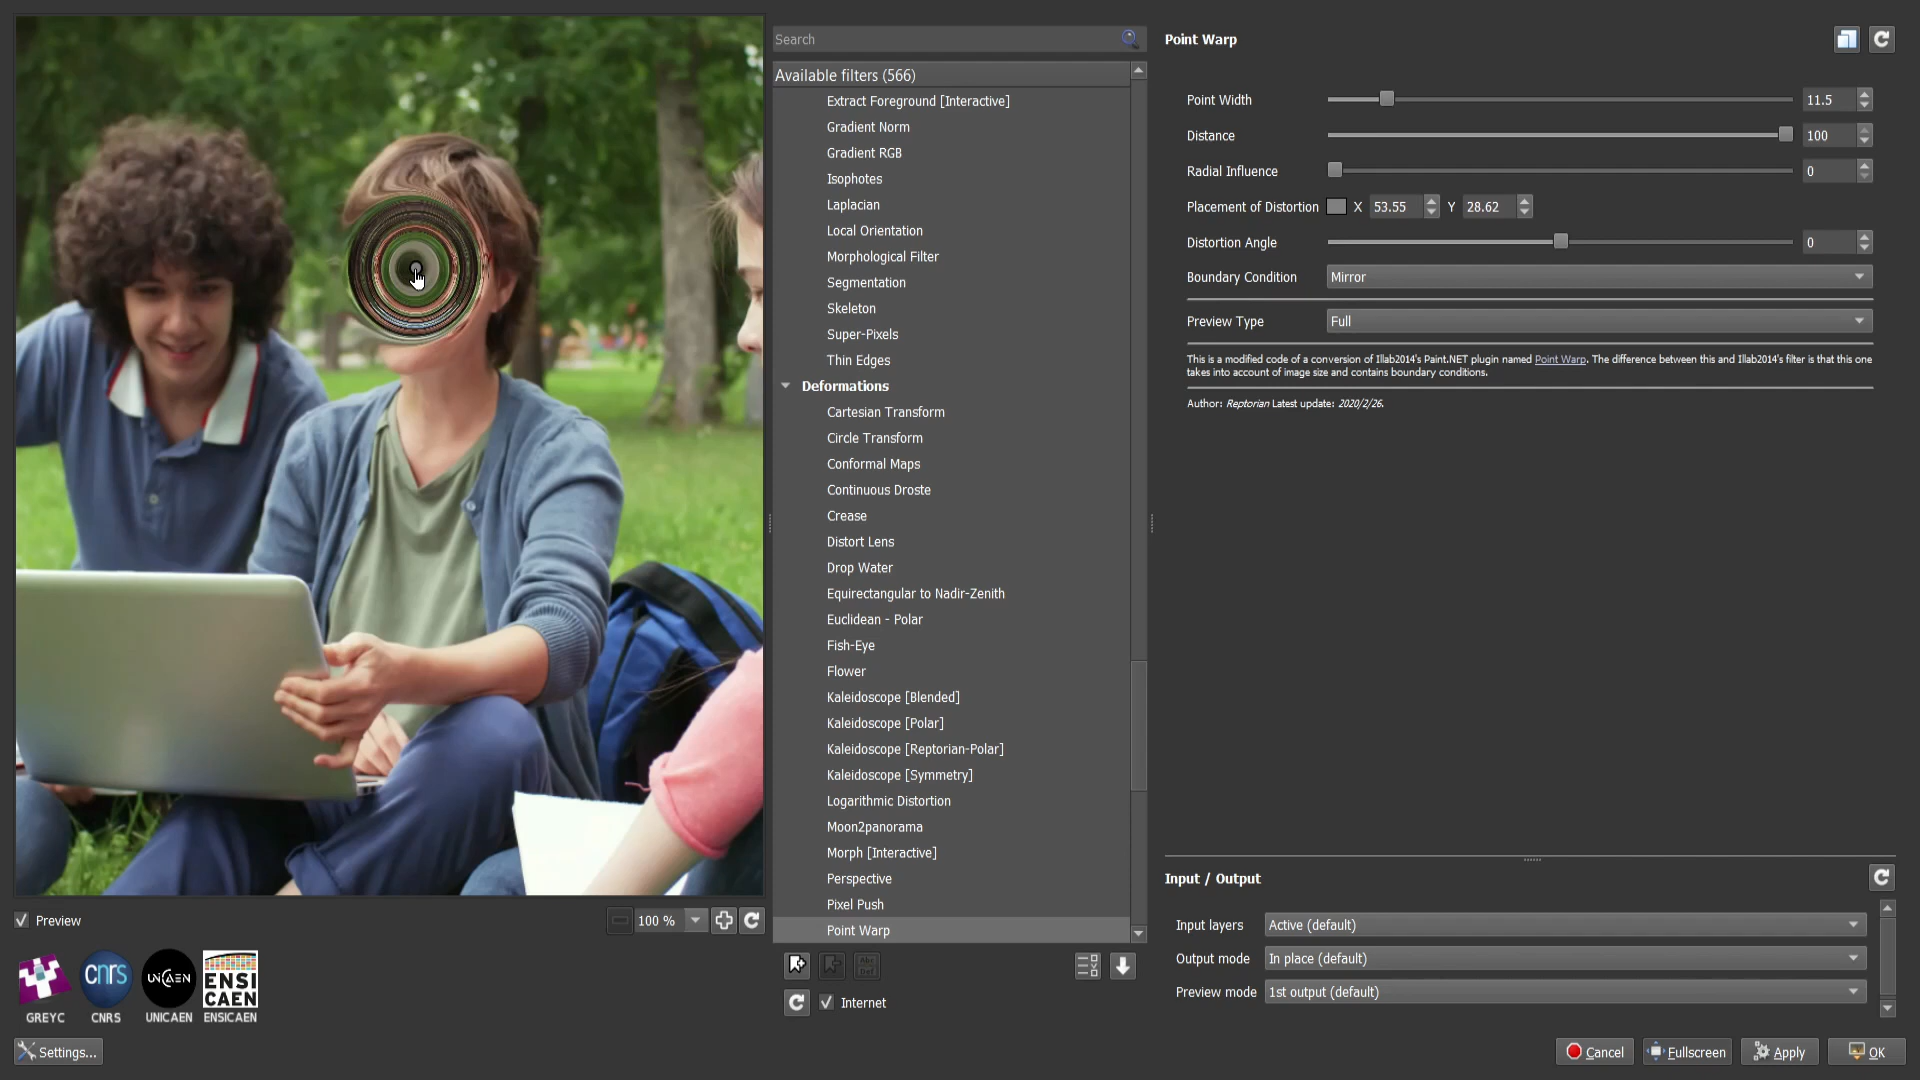 Search
Available filters (566)
Extract Foreground [Interactive]
Gradient Norm
Gradient RGB
Isophotes
Laplacian
Local Orientation
Morphological Filter
Segmentation
Skeleton
Super-Pixels
Thin Edges
Deformations
Cartesian Transform
Circle Transform
Conformal Maps
Continuous Droste
Crease
Distort Lens
Drop Water
Equirectangular to Nadir-Zenith
Euclidean - Polar
Fish-Eye
Flower
Kaleidoscope [Blended]
Kaleidoscope [Polar]
Kaleidoscope [Reptorian-Polar]
Kaleidoscope [Symmetry]
Logarithmic Distortion
Moon2panorama
Morph [Interactive]
Perspective
Pixel Push
Point Warp
Internet
Point Warp
Point Width 11.5
Distance 100
Radial Influence 0
Placement of Distortion X 53.55 Y 28.62
Distortion Angle 0
Boundary Condition Mirror
Preview Type Full
This is a modified code of a conversion of Illab2014's Paint.NET plugin named Point Warp. The difference between this and Illab2014's filter is that this one
takes into account of image size and contains boundary conditions.
Author: Reptorian Latest update: 2020/2/26.
Input / Output
Input layers Active (default)
Output mode In place (default)
Preview mode 1st output (default)
Preview
100 %
cnrs
UNICAEN
ENSI
CAEN
GREYC CNRS UNICAEN ENSICAEN
Settings...
Cancel Fullscreen Apply OK